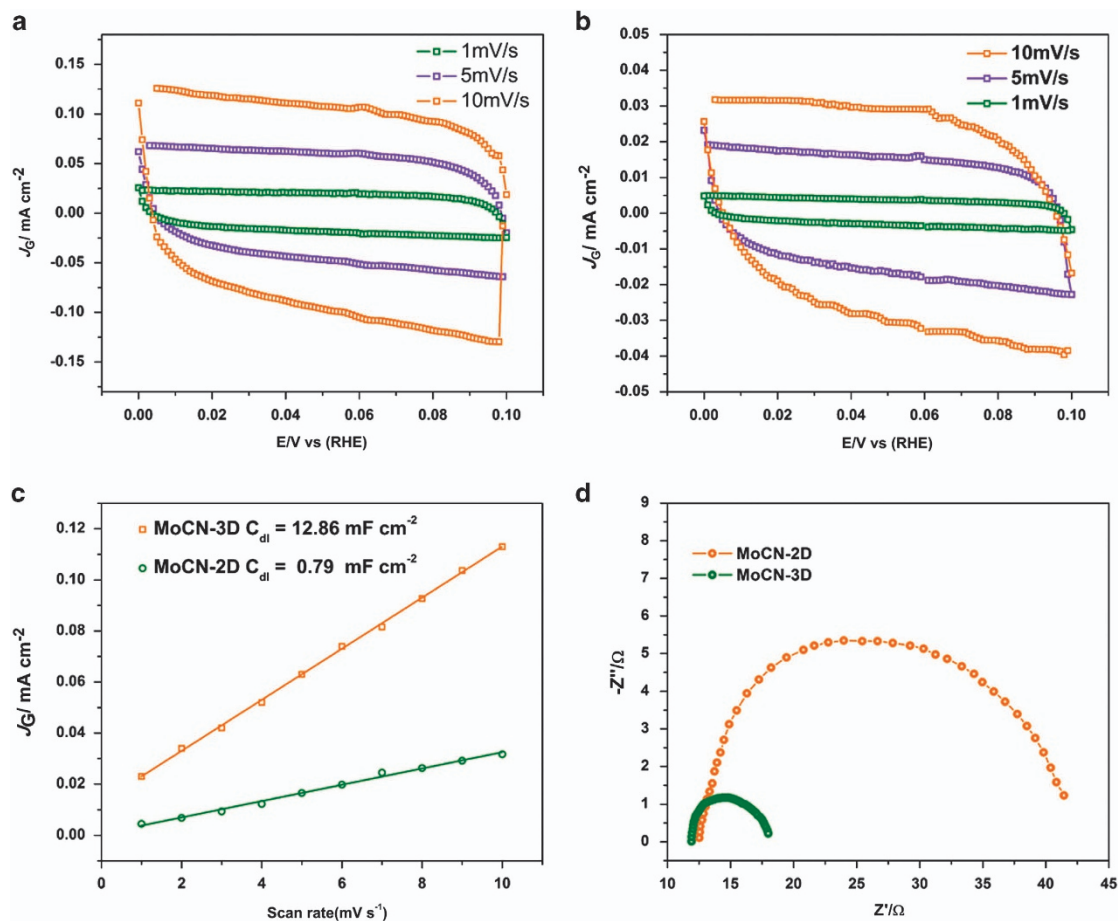 a
1mV/s
5mV/s
10mV/s
0.15
0.10
0.05
0.00
-0.05
-0.10
-0.15
J_G/ mA cm⁻²
0.00 0.02 0.04 0.06 0.08 0.10
E/V vs (RHE)
b
10mV/s
5mV/s
1mV/s
0.05
0.04
0.03
0.02
0.01
0.00
-0.01
-0.02
-0.03
-0.04
-0.05
J_G/ mA cm⁻²
0.00 0.02 0.04 0.06 0.08 0.10
E/V vs (RHE)
c
MoCN-3D C_dl = 12.86 mF cm⁻²
MoCN-2D C_dl = 0.79 mF cm⁻²
0.12
0.10
0.08
0.06
0.04
0.02
0.00
J_G/ mA cm⁻²
0 2 4 6 8 10
Scan rate(mV s⁻¹)
d
MoCN-2D
MoCN-3D
9
8
7
6
5
4
3
2
1
0
-Z''/Ω
10 15 20 25 30 35 40 45
Z'/Ω